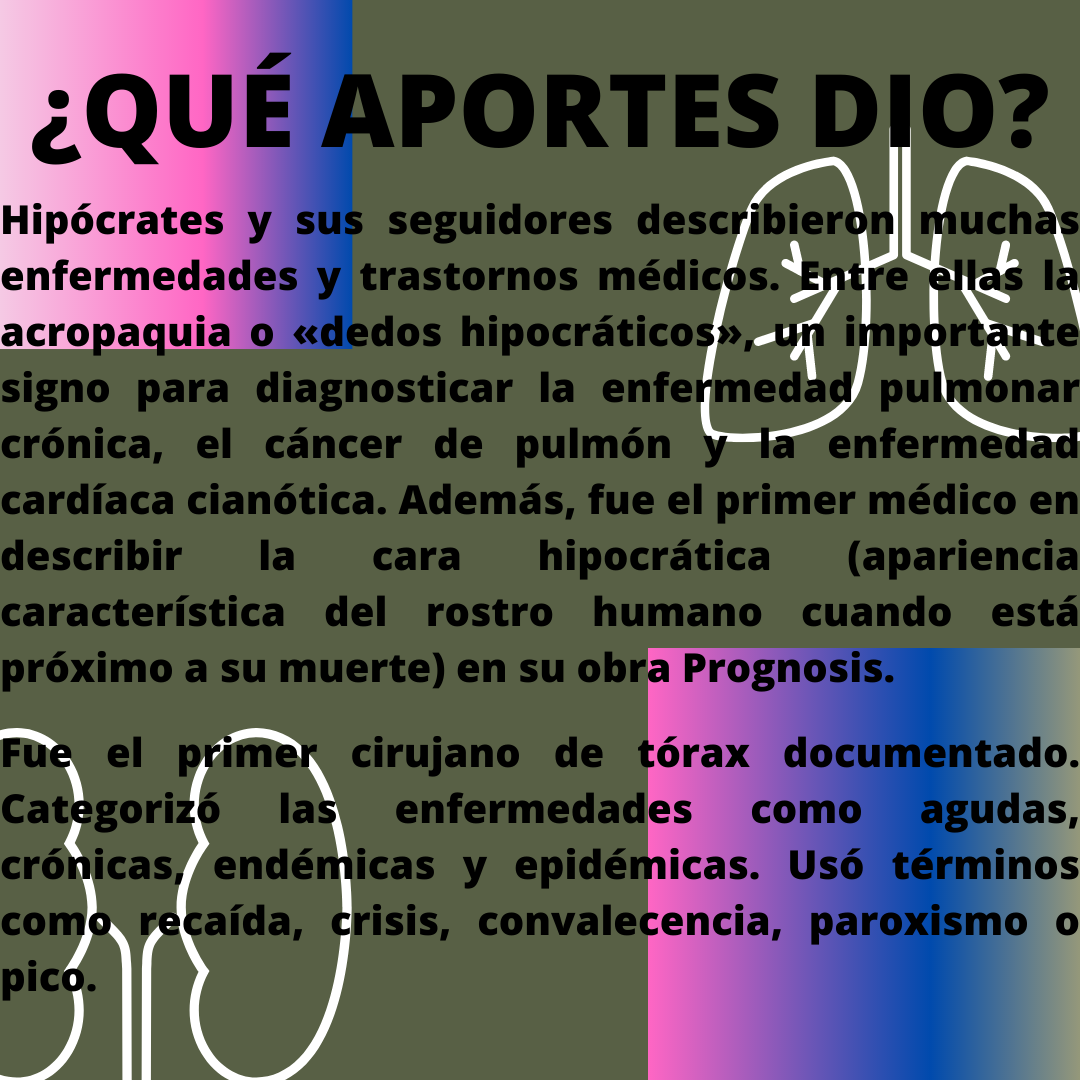 ¿QUÉ APORTES DIO?
Hipócrates y sus seguidores describieron muchas
enfermedades y trastornos médicos. Entre ellas la
acropaquia o «dedos hipocráticos», un importante
signo para diagnosticar la enfermedad pulmonar
crónica, el cáncer de pulmón y la enfermedad
cardíaca cianótica. Además, fue el primer médico en
describir la cara hipocrática (apariencia
característica del rostro humano cuando está
próximo a su muerte) en su obra Prognosis.
Fue el primer cirujano de tórax documentado.
Categorizó las enfermedades como agudas,
crónicas, endémicas y epidémicas. Usó términos
como recaída, crisis, convalecencia, paroxismo o
pico.